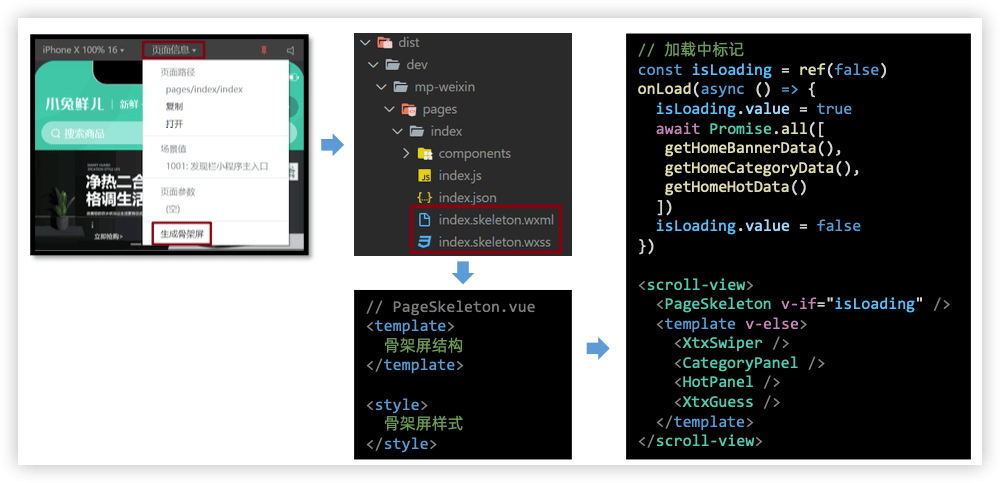 iPhone X 100% 16
页面信息
页面路径
pages/index/index
复制
打开
场景值
1001: 发现栏小程序主入口
页面参数
(空)
生成骨架屏
小兔鲜儿
新鲜
搜索商品
SMART HOME
净热二合
格调生活
立即抢购>
dist
dev
mp-weixin
pages
index
components
index.js
index.json
index.skeleton.wxml
index.skeleton.wxss
// PageSkeleton.vue
<template>
骨架屏结构
</template>
<style>
骨架屏样式
</style>
// 加载中标记
const isLoading = ref(false)
onLoad(async () => {
isLoading.value = true
await Promise.all([
getHomeBannerData(),
getHomeCategoryData(),
getHomeHotData()
])
isLoading.value = false
})
<scroll-view>
<PageSkeleton v-if="isLoading" />
<template v-else>
<XtxSwiper />
<CategoryPanel />
<HotPanel />
<XtxGuess />
</template>
</scroll-view>